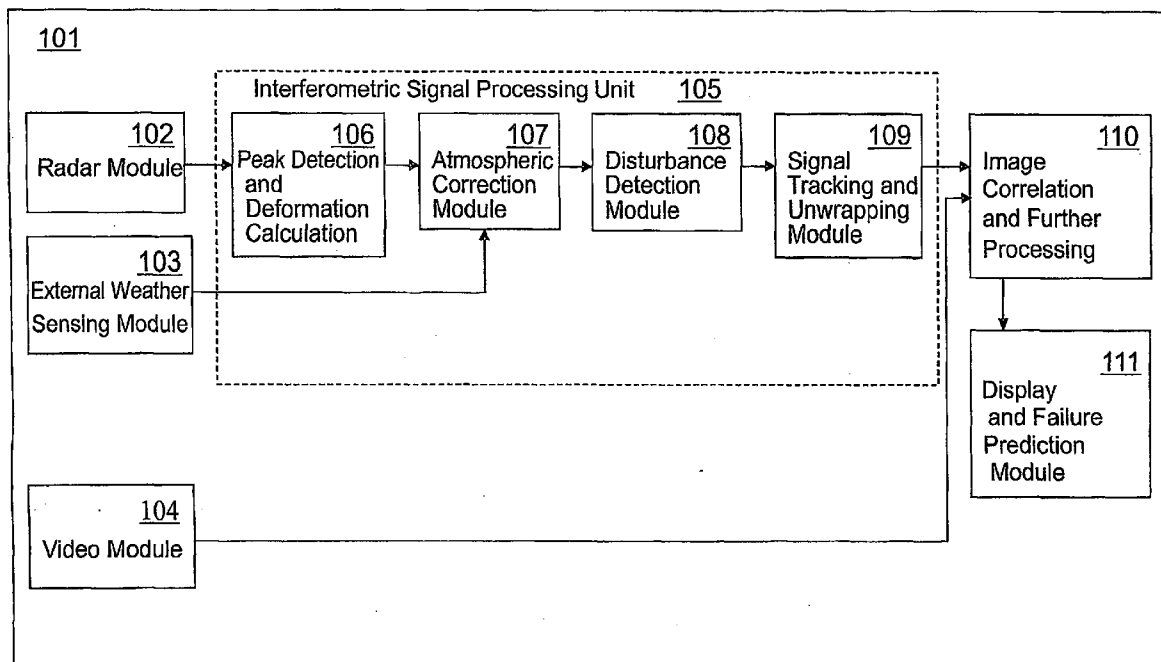 101
Interferometric Signal Processing Unit 105
102
Radar Module
106
Peak Detection
and
Deformation
Calculation
107
Atmospheric
Correction
Module
108
Disturbance
Detection
Module
109
Signal
Tracking and
Unwrapping
Module
110
Image
Correlation
and Further
Processing
103
External Weather
Sensing Module
111
Display
and Failure
Prediction
Module
104
Video Module